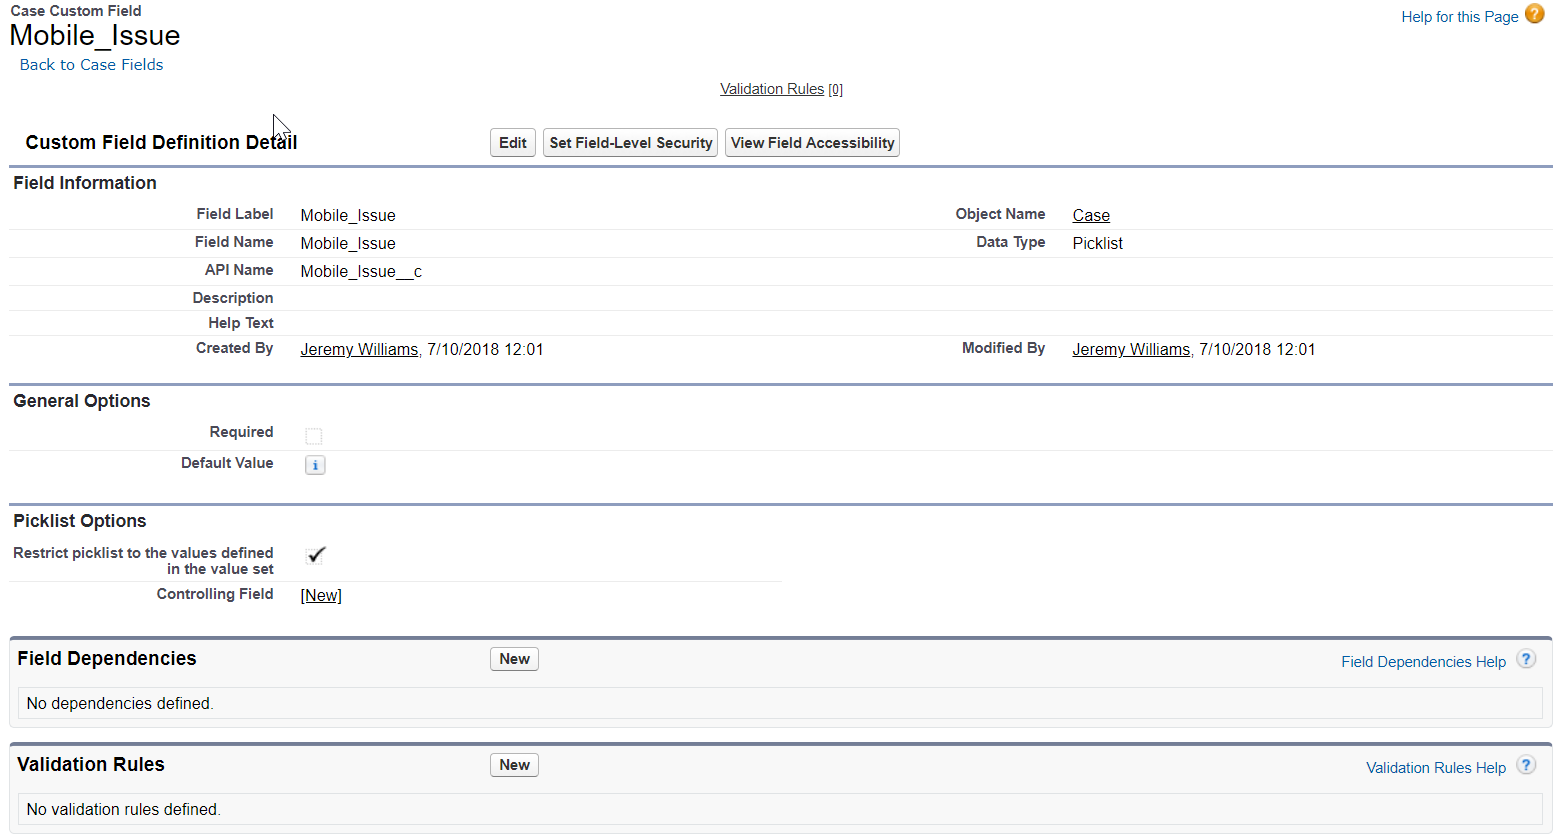 Case Custom Field
Mobile_Issue
Help for this Page ?
Back to Case Fields
Validation Rules [0]
Custom Field Definition Detail
Edit Set Field-Level Security View Field Accessibility
Field Information
Field Label Mobile_Issue Object Name Case
Field Name Mobile_Issue Data Type Picklist
API Name Mobile_Issue__c
Description
Help Text
Created By Jeremy Williams, 7/10/2018 12:01 Modified By Jeremy Williams, 7/10/2018 12:01
General Options
Required
Default Value i
Picklist Options
Restrict picklist to the values defined
in the value set
Controlling Field [New]
Field Dependencies New Field Dependencies Help ?
No dependencies defined.
Validation Rules New Validation Rules Help ?
No validation rules defined.